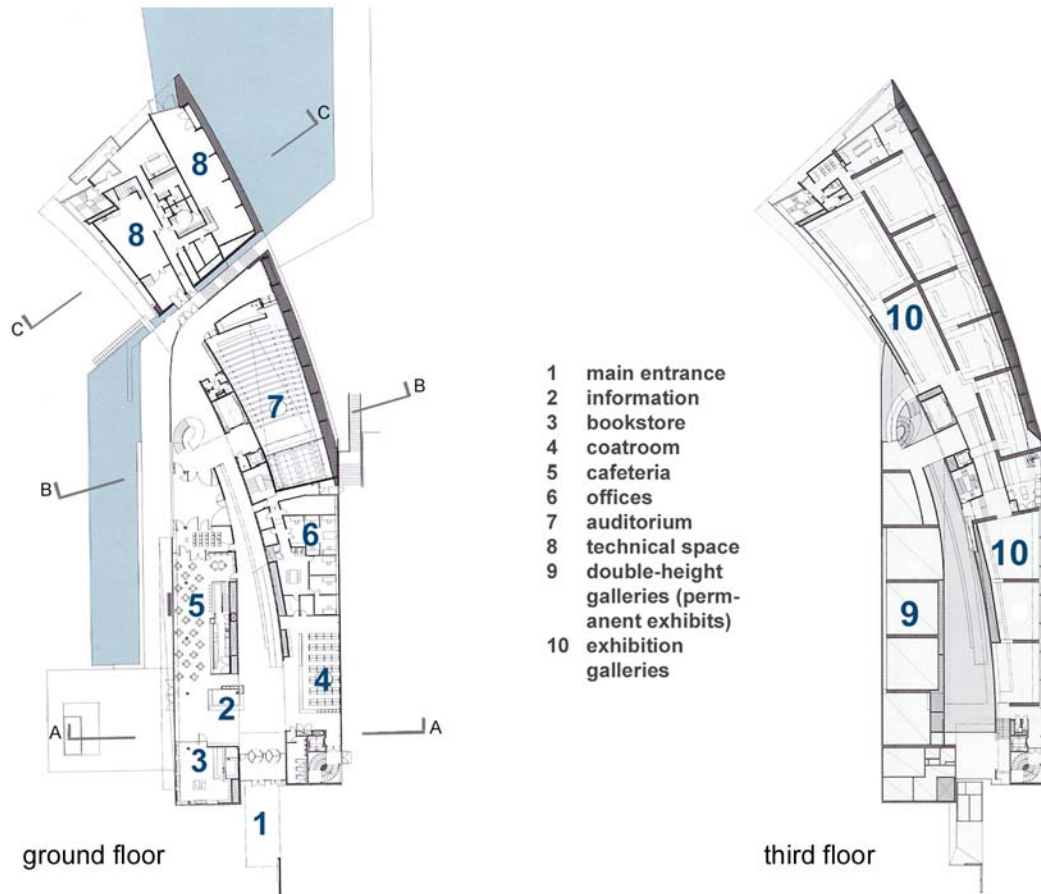 C
8
8
C
7
B
B
6
5
4
2
A
A
3
1
ground floor
1 main entrance
2 information
3 bookstore
4 coatroom
5 cafeteria
6 offices
7 auditorium
8 technical space
9 double-height
galleries (perm-
anent exhibits)
10 exhibition
galleries
10
10
9
third floor